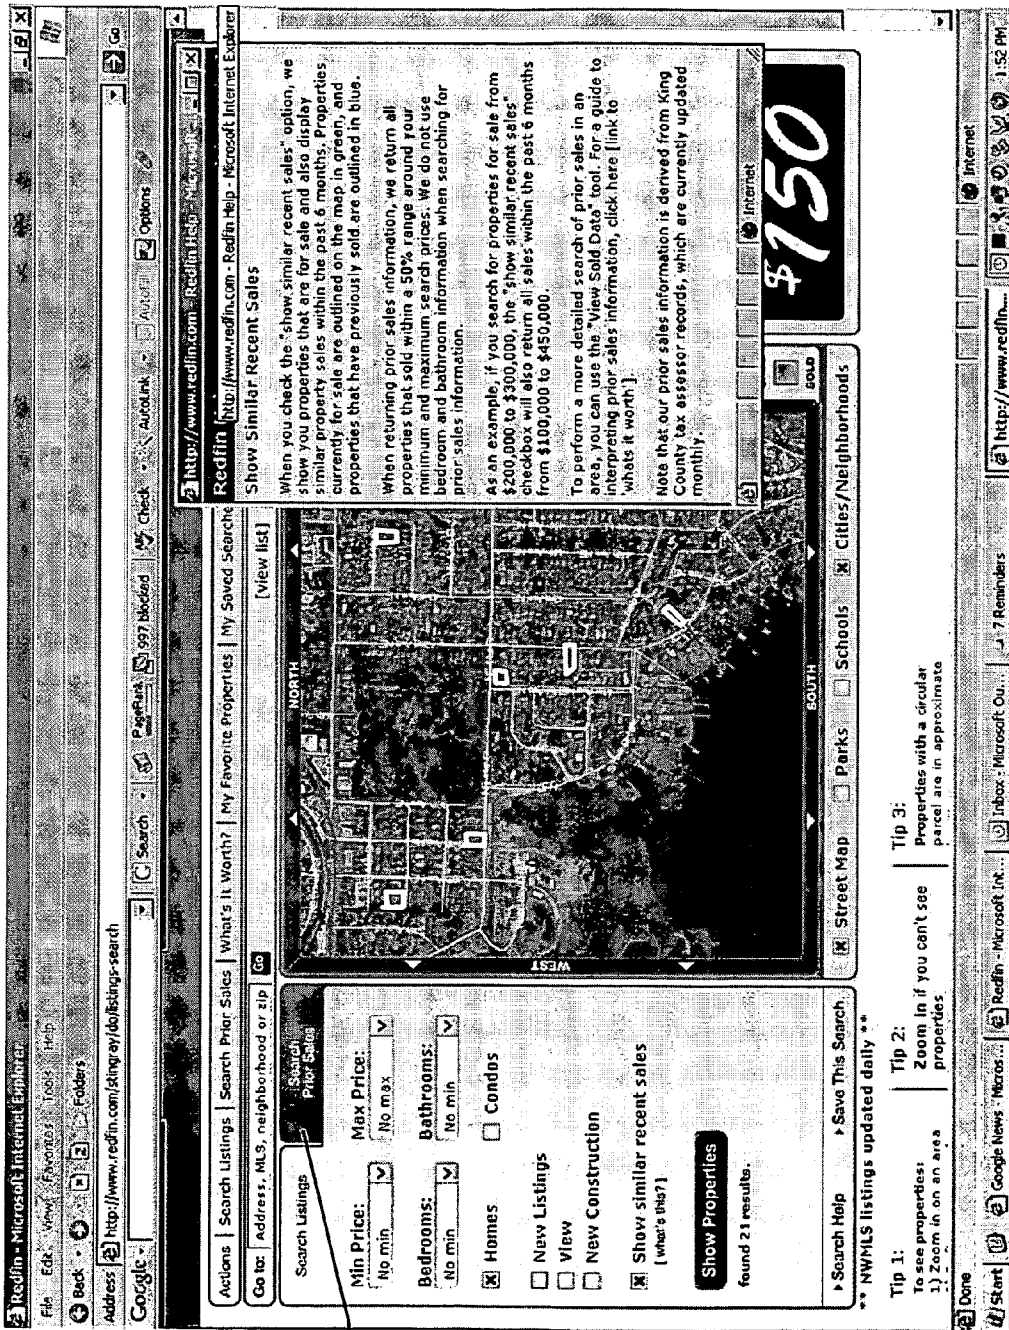 Redfin - Microsoft Internet Explorer
File Edit View Favorites Tools Help
Back Folders
Address http://www.redfin.com/stingray/do/listings-search Go
Google Search PageRank 997 blocked Check AutoLink AutoFill Options
Actions | Search Listings | Search Prior Sales | What's it Worth? | My Favorite Properties | My Saved Searche
Go to: Address, MLS, neighborhood or zip Go [view list]
Search Listings
Search
Prior Sales
Min Price: Max Price:
No min No max
Bedrooms: Bathrooms:
No min No min
Homes Condos
New Listings
View
New Construction
Show similar recent sales
[what's this?]
Show Properties
found 21 results.
Search Help Save This Search
** NWMLS listings updated daily **
NORTH
WEST
SOUTH
SOLD
Street Map Parks Schools Cities/Neighborhoods
$150
http://www.redfin.com - Redfin Help - Microsoft
Redfin
http://www.redfin.com - Redfin Help - Microsoft Internet Explorer
Show Similar Recent Sales
When you check the "show similar recent sales" option, we
show you properties that are for sale and also display
similar property sales within the past 6 months. Properties
currently for sale are outlined on the map in green, and
properties that have previously sold are outlined in blue.
When returning prior sales information, we return all
properties that sold within a 50% range around your
minimum and maximum search prices. We do not use
bedroom and bathroom information when searching for
prior sales information.
As an example, if you search for properties for sale from
$200,000 to $300,000, the "show similar recent sales"
checkbox will also return all sales within the past 6 months
from $100,000 to $450,000.
To perform a more detailed search of prior sales in an
area, you can use the "View Sold Data" tool. For a guide to
interpreting prior sales information, click here [link to
'whats it worth'].
Note that our prior sales information is derived from King
County tax assessor records, which are currently updated
monthly.
Internet
Tip 1:
To see properties:
1.) Zoom in on an area
Tip 2:
Zoom in if you can't see
properties
Tip 3:
Properties with a circular
parcel are in approximate
Done Internet
Start Google News - Micros... Redfin - Microsoft Int... Inbox - Microsoft Ou... 7 Reminders http://www.redfin... 1:52 PM